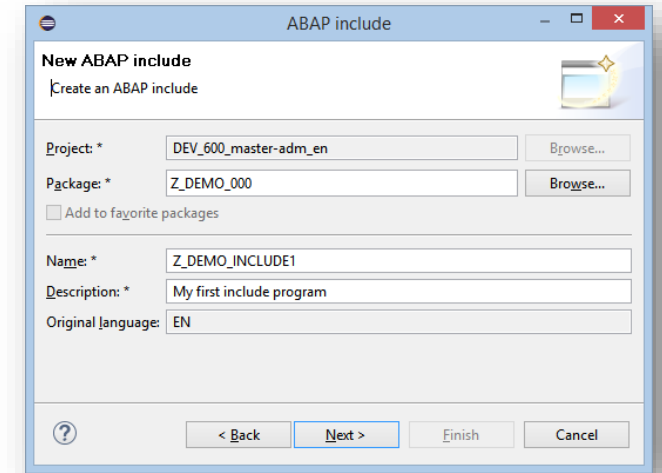 ABAP include
New ABAP include
Create an ABAP include
Project: * DEV_600_master-adm_en Browse...
Package: * Z_DEMO_000 Browse...
Add to favorite packages
Name: * Z_DEMO_INCLUDE1
Description: * My first include program
Original language: EN
? < Back Next > Finish Cancel